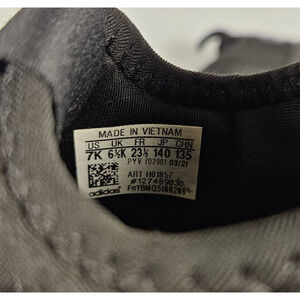 MADE IN VIETNAM
US UK FR JP CHN
7K 6½K 23½ 140 135
PYV 702001 03/21
ART H01857
adidas